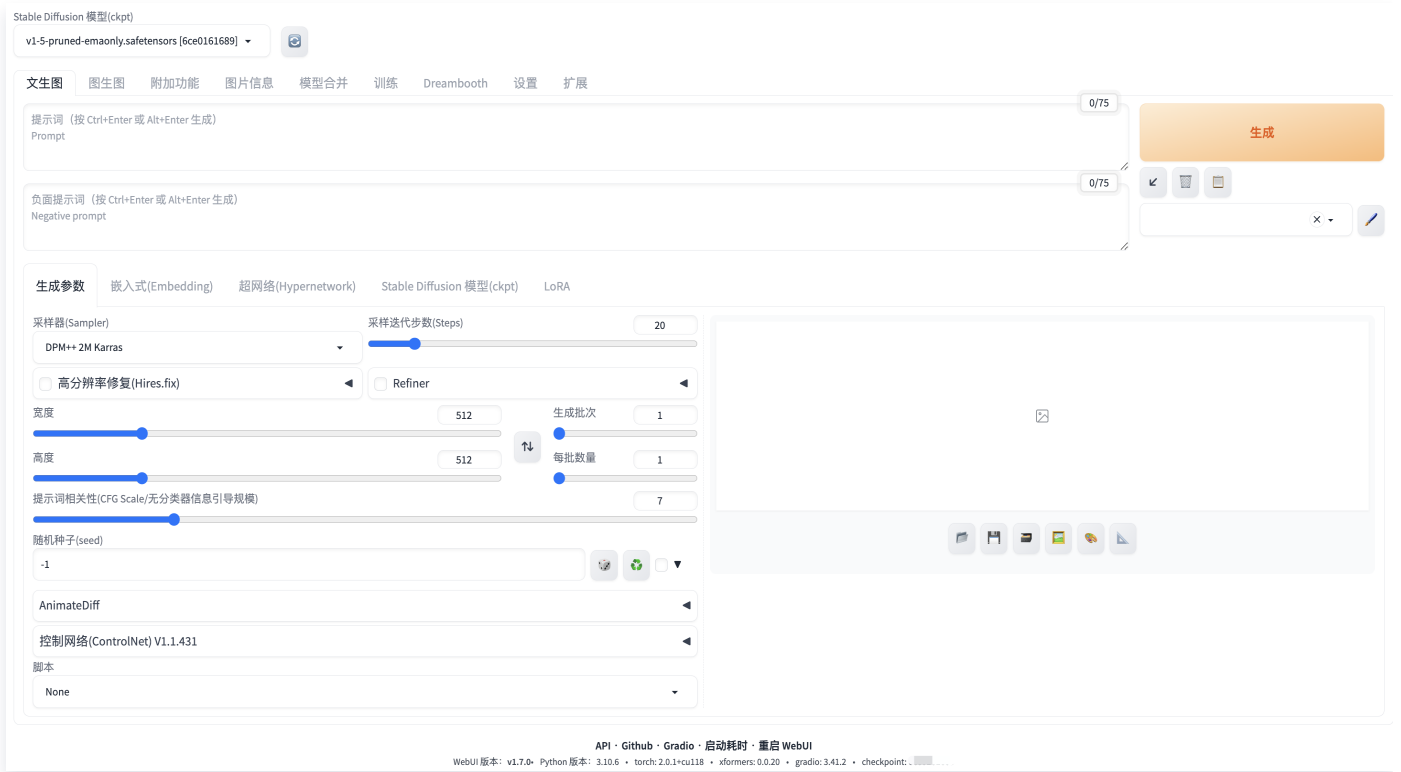 Stable Diffusion 模型(ckpt)
v1-5-pruned-emaonly.safetensors [6ce0161689]
文生图 图生图 附加功能 图片信息 模型合并 训练 Dreambooth 设置 扩展
0/75
提示词（按 Ctrl+Enter 或 Alt+Enter 生成）
Prompt
生成
0/75
负面提示词（按 Ctrl+Enter 或 Alt+Enter 生成）
Negative prompt
生成参数 嵌入式(Embedding) 超网络(Hypernetwork) Stable Diffusion 模型(ckpt) LoRA
采样器(Sampler) 采样迭代步数(Steps) 20
DPM++ 2M Karras
高分辨率修复(Hires.fix) Refiner
宽度 512 生成批次 1
高度 512 每批数量 1
提示词相关性(CFG Scale/无分类器信息引导规模) 7
随机种子(seed)
-1
AnimateDiff
控制网络(ControlNet) V1.1.431
脚本
None
API · Github · Gradio · 启动耗时 · 重启 WebUI
WebUI 版本： v1.7.0• Python 版本： 3.10.6 • torch: 2.0.1+cu118 • xformers: 0.0.20 • gradio: 3.41.2 • checkpoint: